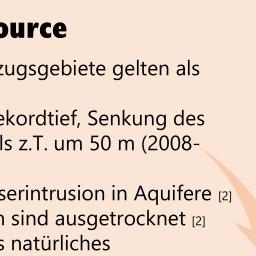 ource
zugsgebiete gelten als
ekordtief, Senkung des
ls z.T. um 50 m (2008-
serintrusion in Aquifere [2]
n sind ausgetrocknet [2]
s natürliches